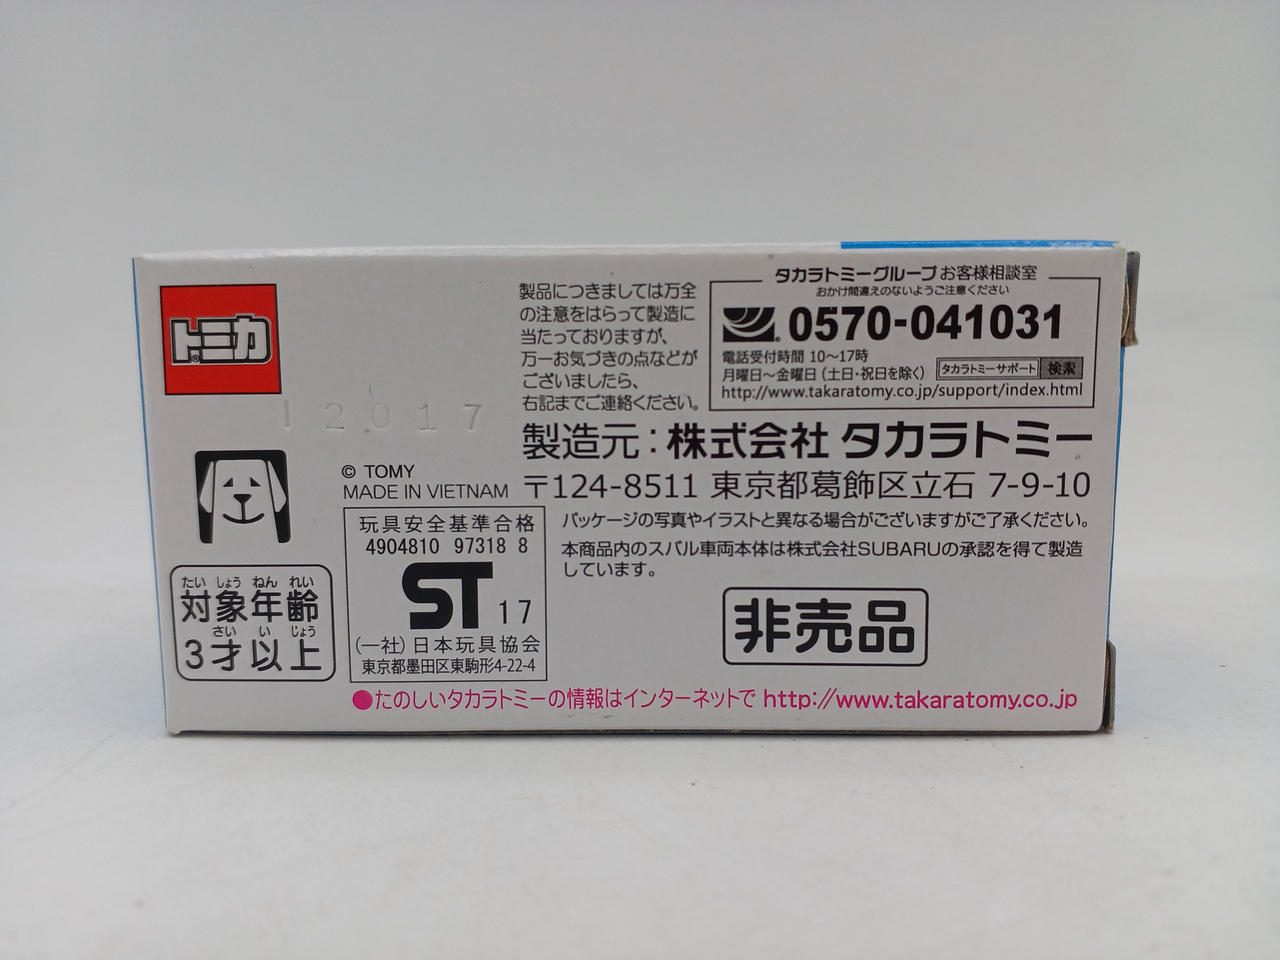 トミカ
®
1 2 0 1 7
© TOMY
MADE IN VIETNAM
たい しょう ねん れい
対象年齢
さい い じょう
3才以上
玩具安全基準合格
4904810 97318 8
ST 17
(一社)日本玩具協会
東京都墨田区東駒形4-22-4
製品につきましては万全
の注意をはらって製造に
当たっておりますが、
万一お気づきの点などが
ございましたら、
右記までご連絡ください。
タカラトミーグループ お客様相談室
おかけ間違えのないようご注意ください
0570-041031
電話受付時間 10～17時
月曜日～金曜日(土日・祝日を除く)
タカラトミーサポート 検索
http://www.takaratomy.co.jp/support/index.html
製造元:株式会社 タカラトミー
〒124-8511 東京都葛飾区立石 7-9-10
パッケージの写真やイラストと異なる場合がございますがご了承ください。
本商品内のスバル車両本体は株式会社SUBARUの承認を得て製造
しています。
非売品
●たのしいタカラトミーの情報はインターネットで http://www.takaratomy.co.jp